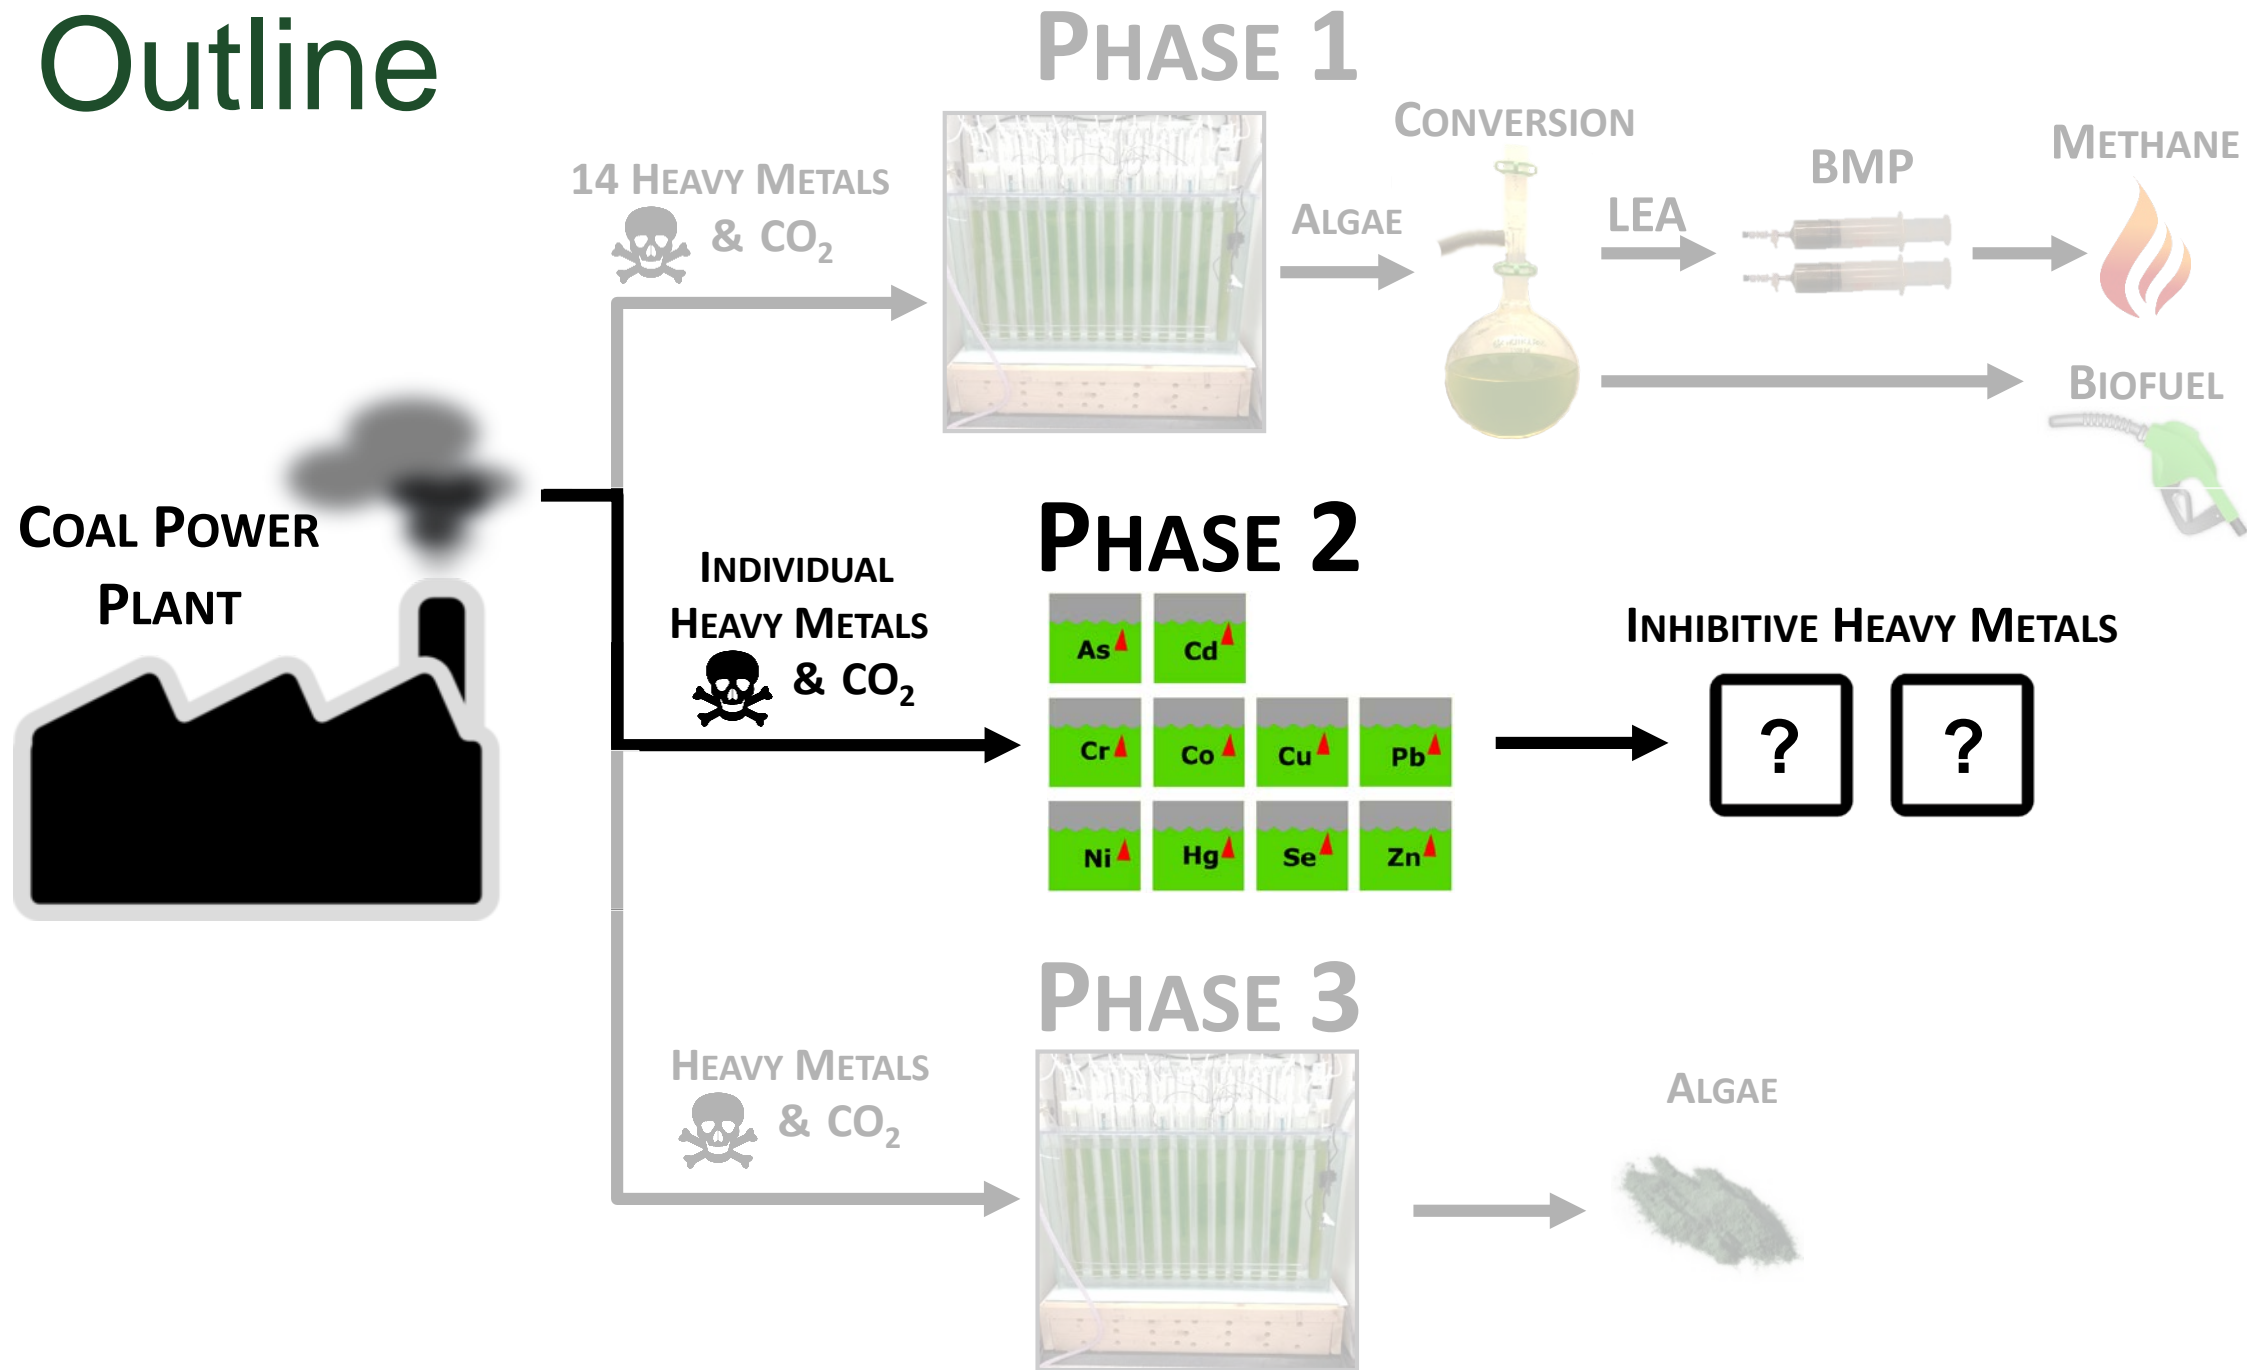 Outline
PHASE 1
14 HEAVY METALS
& CO₂
ALGAE
CONVERSION
LEA
BMP
METHANE
BIOFUEL
COAL POWER
PLANT
PHASE 2
INDIVIDUAL
HEAVY METALS
& CO₂
As Cd
Cr Co Cu Pb
Ni Hg Se Zn
INHIBITIVE HEAVY METALS
? ?
PHASE 3
HEAVY METALS
& CO₂
ALGAE